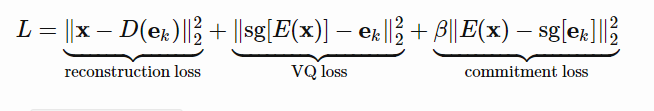 L = ‖x − D(e_k)‖₂² + ‖sg[E(x)] − e_k‖₂² + β‖E(x) − sg[e_k]‖₂²
reconstruction loss VQ loss commitment loss